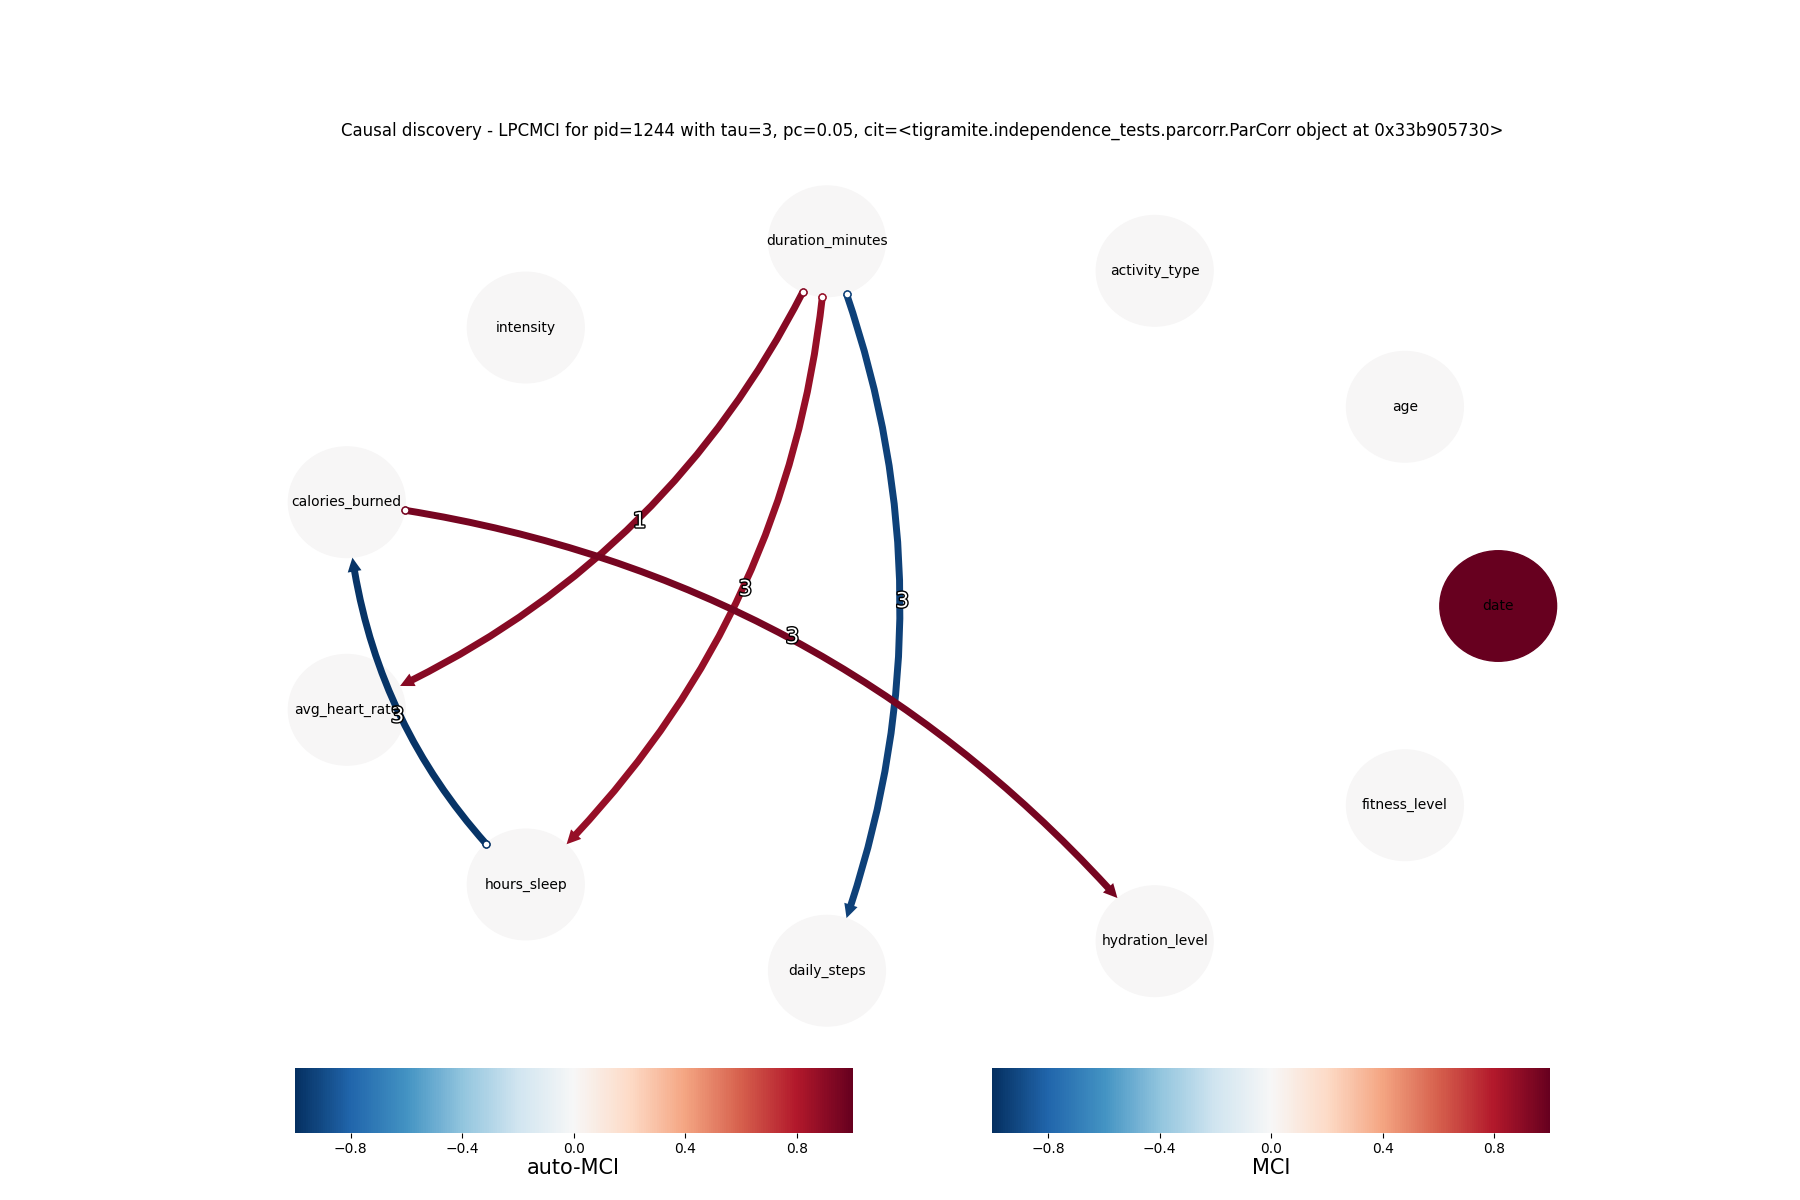 Causal discovery - LPCMCI for pid=1244 with tau=3, pc=0.05, cit=<tigramite.independence_tests.parcorr.ParCorr object at 0x33b905730>
duration_minutes
activity_type
intensity
age
calories_burned
1
3
3
date
3
avg_heart_rate
3
fitness_level
hours_sleep
hydration_level
daily_steps
−0.8 −0.4 0.0 0.4 0.8
auto-MCI
−0.8 −0.4 0.0 0.4 0.8
MCI